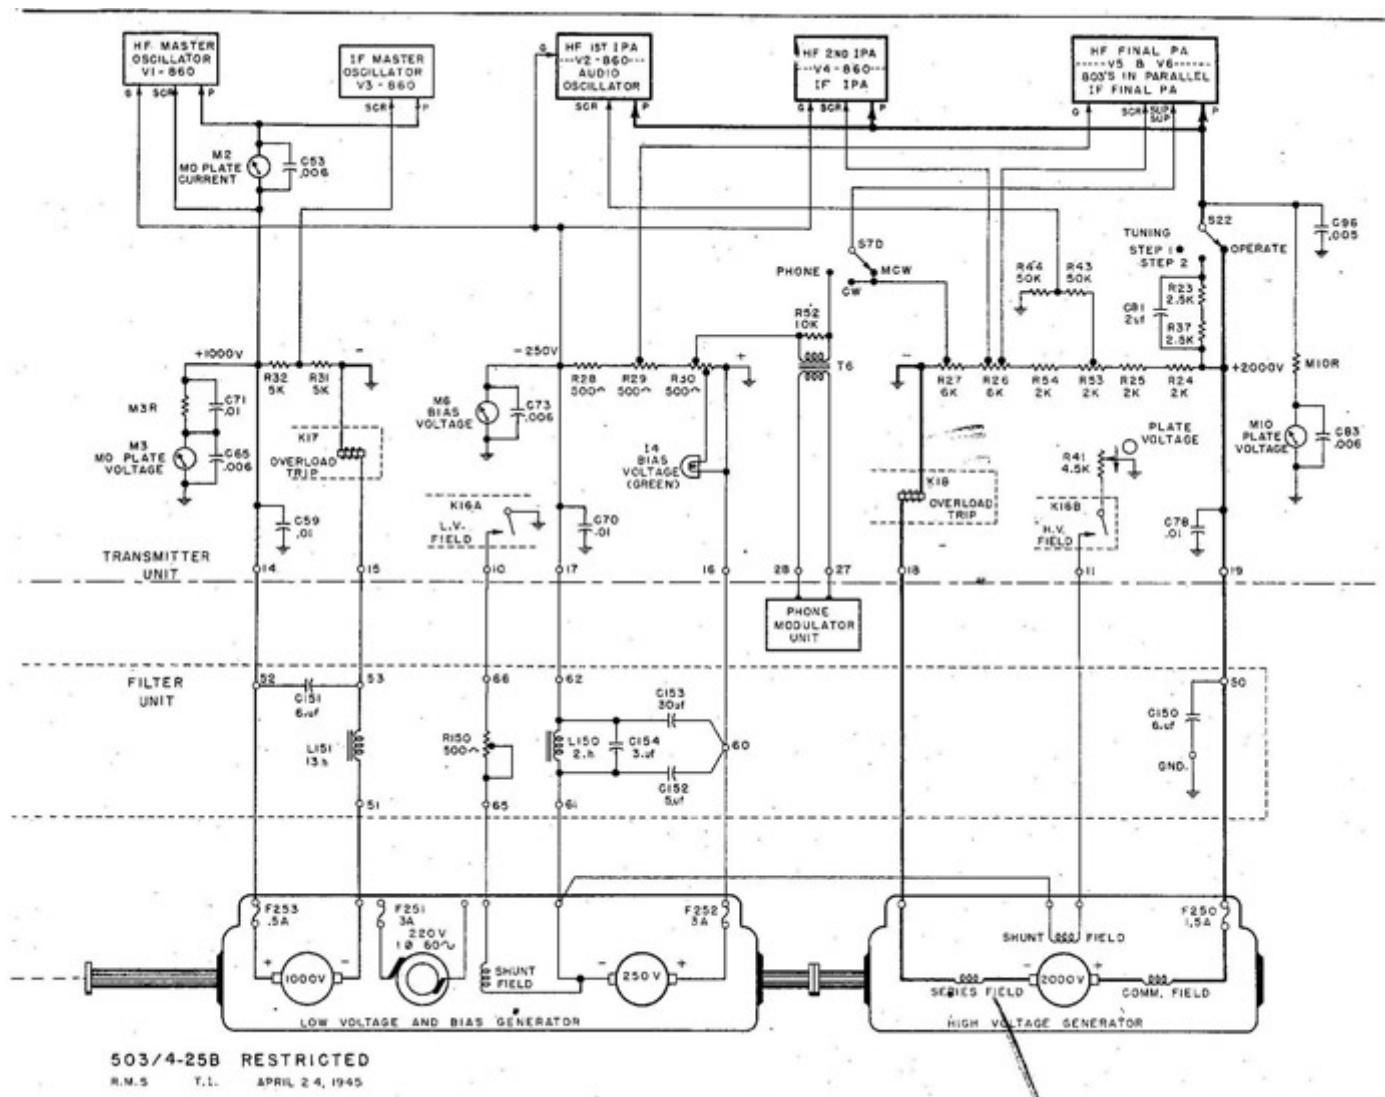 HF MASTER
OSCILLATOR
V1-860
G SCR P
IF MASTER
OSCILLATOR
V3-860
SCR P
G
HF 1ST IPA
V2-860
AUDIO
OSCILLATOR
SCR P
HF 2ND IPA
V4-860
IF IPA
G SCR P
HF FINAL PA
V5 & V6
803'S IN PARALLEL
IF FINAL PA
G SCR SUP P
SUP
M2
MO PLATE
CURRENT
C53
.006
S22
TUNING
STEP 1
STEP 2
OPERATE
C96
.005
S7D
PHONE
MCW
CW
R44
50K
R43
50K
C81
2uf
R23
2.5K
R37
2.5K
R52
10K
T6
+1000V
R32
5K
R31
5K
-
-250V
R28
500
R29
500
R30
500
+
-
R27
6K
R26
6K
R54
2K
R53
2K
R25
2K
R24
2K
+2000V
M10R
M3R
C71
.01
M3
MO PLATE
VOLTAGE
C65
.006
K17
OVERLOAD
TRIP
M6
BIAS
VOLTAGE
C73
.006
I4
BIAS
VOLTAGE
(GREEN)
K18
OVERLOAD
TRIP
R41
4.5K
PLATE
VOLTAGE
M10
PLATE
VOLTAGE
C83
.006
C59
.01
K16A
L.V.
FIELD
C70
.01
K16B
H.V.
FIELD
C78
.01
TRANSMITTER
UNIT
14 15 10 17 16 28 27 18 11 19
PHONE
MODULATOR
UNIT
FILTER
UNIT
52 53 66 62 50
C151
6uf
L151
13h
R150
500
L150
2.h
C153
30uf
C154
3uf
C152
5uf
60
C150
6uf
GND.
51 65 61
F253
.5A
F251
3A
220V
1Ø 60~
F252
3A
F250
1.5A
SHUNT FIELD
+ 1000V -
SHUNT
FIELD
- 250V +
- 2000V +
SERIES FIELD
COMM. FIELD
LOW VOLTAGE AND BIAS GENERATOR
HIGH VOLTAGE GENERATOR
503/4-25B RESTRICTED
R.M.S T.I. APRIL 24, 1945